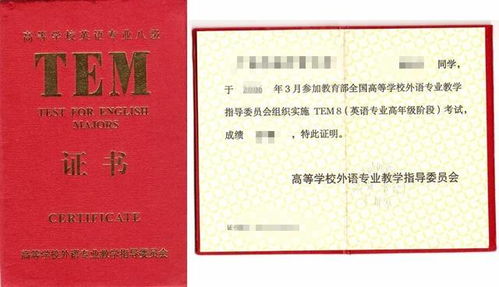 高等学校英语专业八级
TEM
TEST FOR ENGLISH
MAJORS
证书
CERTIFICATE
高等学校外语专业教学指导委员会
同学,
于 年3月参加教育部全国高等学校外语专业教学
指导委员会组织实施TEM8(英语专业高年级阶段)考试,
成绩 ,特此证明。
高等学校外语专业教学指导委员会